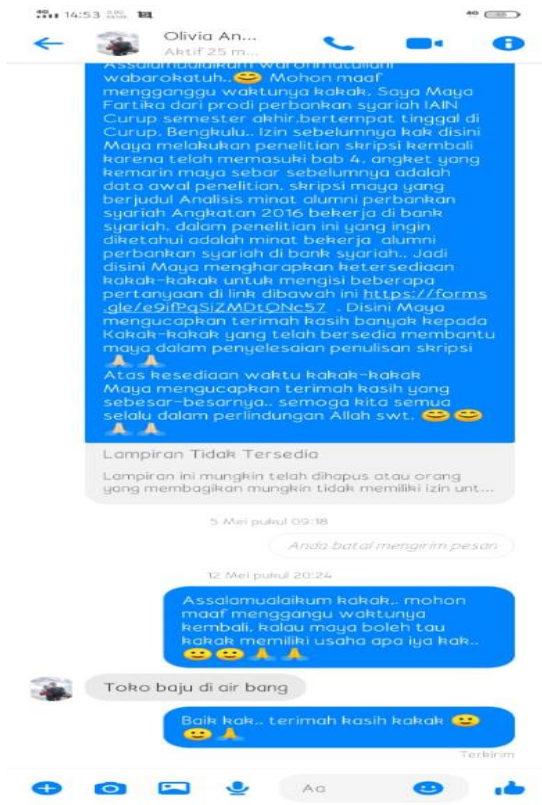 14:53
Olivia An...
Aktif 25 m...
Assalamualaikum warohmatullahi
wabarokatuh..😊 Mohon maaf
mengganggu waktunya kakak, Saya Maya
Fartika dari prodi perbankan syariah IAIN
Curup semester akhir,bertempat tinggal di
Curup, Bengkulu.. Izin sebelumnya kak disini
Maya melakukan penelitian skripsi kembali
karena telah memasuki bab 4, angket yang
kemarin maya sebar sebelumnya adalah
data awal penelitian. skripsi maya yang
berjudul Analisis minat alumni perbankan
syariah Angkatan 2016 bekerja di bank
syariah. dalam penelitian ini yang ingin
diketahui adalah minat bekerja alumni
perbankan syariah di bank syariah.. Jadi
disini Maya mengharapkan ketersediaan
kakak-kakak untuk mengisi beberapa
pertanyaan di link dibawah ini https://forms
.gle/e9ifPqSiZMDtQNc57 . Disini Maya
mengucapkan terimah kasih banyak kepada
Kakak-kakak yang telah bersedia membantu
maya dalam penyelesaian penulisan skripsi
🙏🙏
Atas kesediaan waktu kakak-kakak
Maya mengucapkan terimah kasih yang
sebesar-besarnya.. semoga kita semua
selalu dalam perlindungan Allah swt. 😊😊
🙏🙏
Lampiran Tidak Tersedia
Lampiran ini mungkin telah dihapus atau orang
yang membagikan mungkin tidak memiliki izin unt...
5 Mei pukul 09:18
Anda batal mengirim pesan
12 Mei pukul 20:24
Assalamualaikum kakak.. mohon
maaf menggangu waktunya
kembali, kalau maya boleh tau
kakak memiliki usaha apa iya kak..
🙂🙂🙏🙏
Toko baju di air bang
Baik kak.. terimah kasih kakak 🙂
🙂🙏
Terkirim
Aa